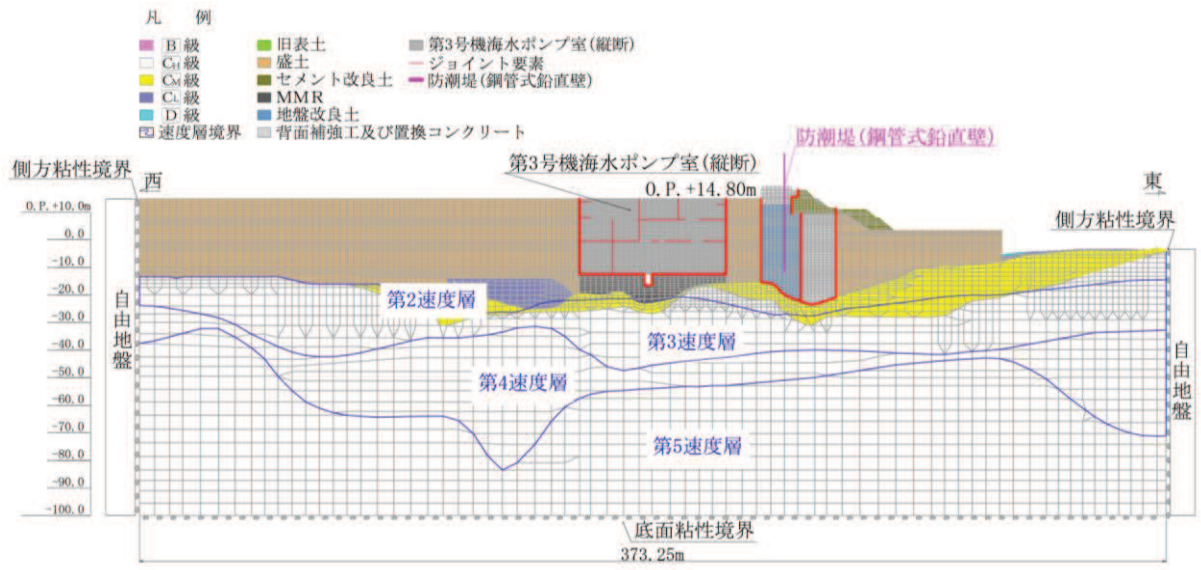 凡 例
B 級
CH 級
CM 級
CL 級
D 級
速度層境界
旧表土
盛土
セメント改良土
MMR
地盤改良土
背面補強工及び置換コンクリート
第3号機海水ポンプ室(縦断)
ジョイント要素
防潮堤(鋼管式鉛直壁)
防潮堤(鋼管式鉛直壁)
第3号機海水ポンプ室(縦断)
側方粘性境界
西
O.P.+14.80m
東
側方粘性境界
O.P.+10.0m
0.0
-10.0
-20.0
-30.0
-40.0
-50.0
-60.0
-70.0
-80.0
-90.0
-100.0
自由地盤
第2速度層
第3速度層
第4速度層
第5速度層
自由地盤
底面粘性境界
373.25m